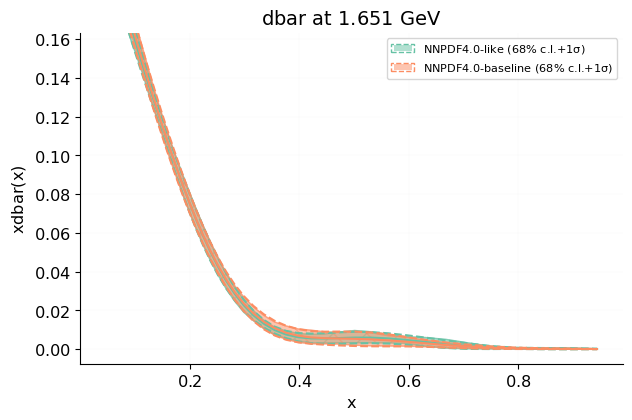 dbar at 1.651 GeV
NNPDF4.0-like (68% c.l.+1σ)
NNPDF4.0-baseline (68% c.l.+1σ)
xdbar(x)
0.16
0.14
0.12
0.10
0.08
0.06
0.04
0.02
0.00
0.2 0.4 0.6 0.8
x